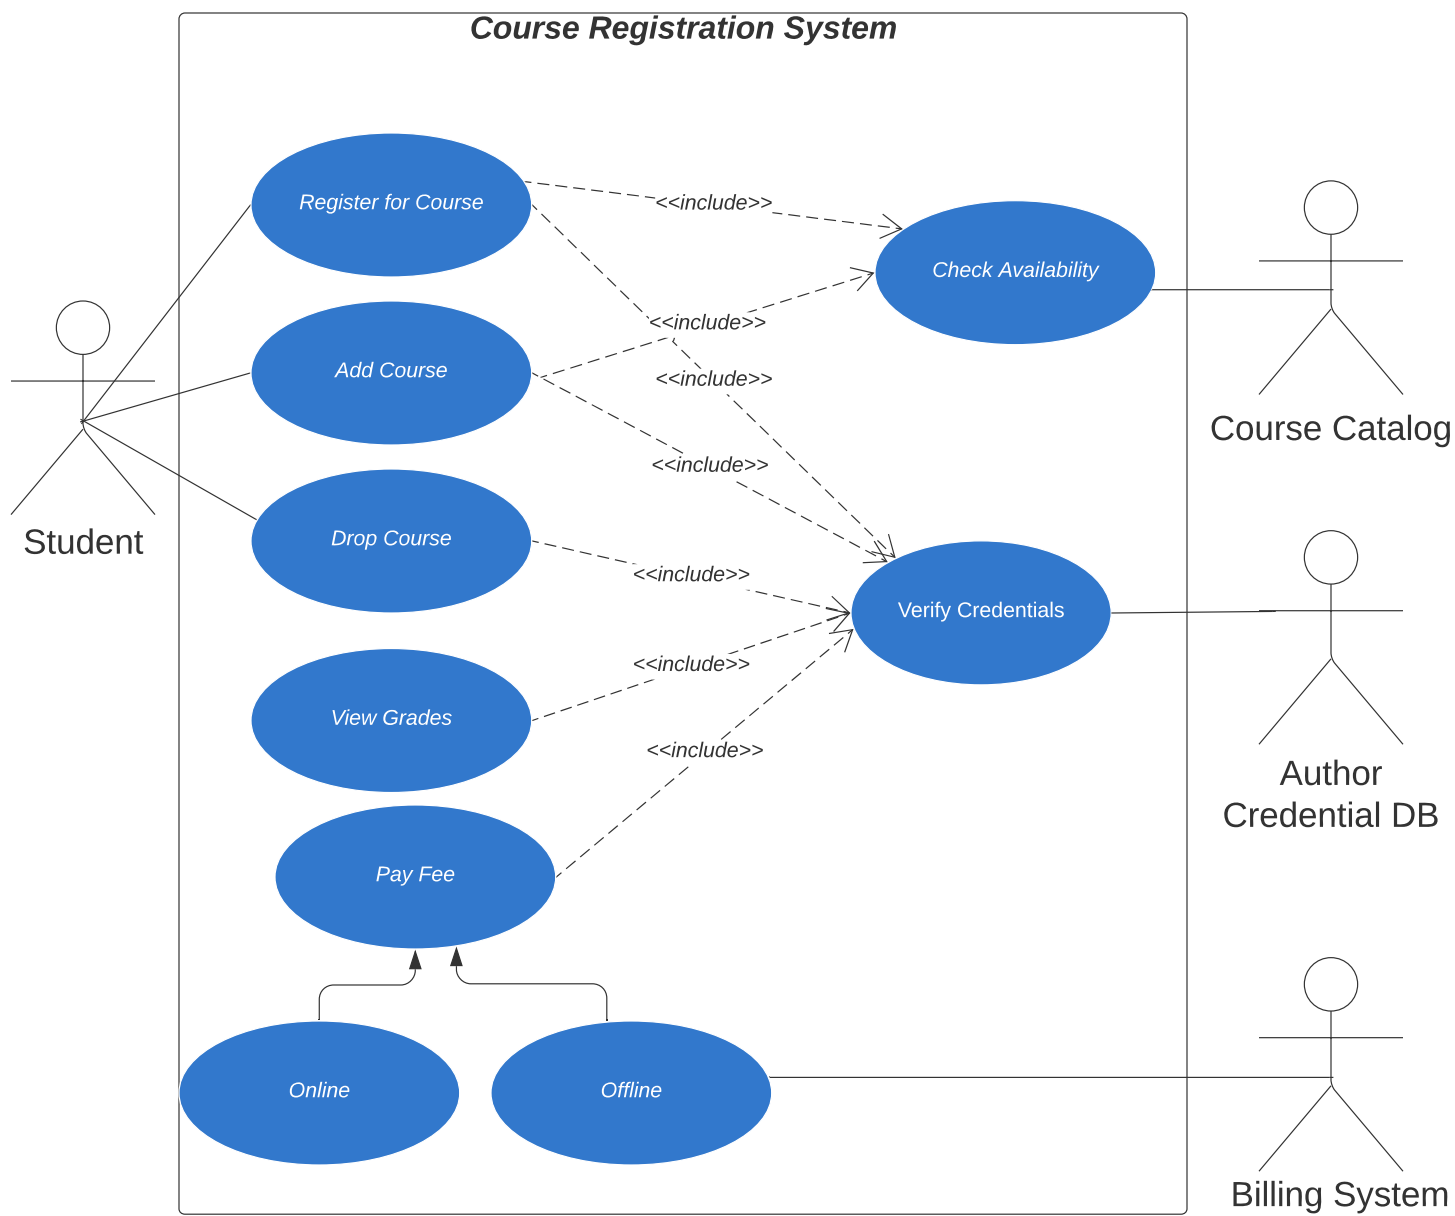 Course Registration System
Register for Course
<<include>>
Check Availability
<<include>>
Add Course
<<include>>
Course Catalog
<<include>>
Drop Course
Student
<<include>>
Verify Credentials
<<include>>
View Grades
<<include>>
Author
Credential DB
Pay Fee
Online
Offline
Billing System